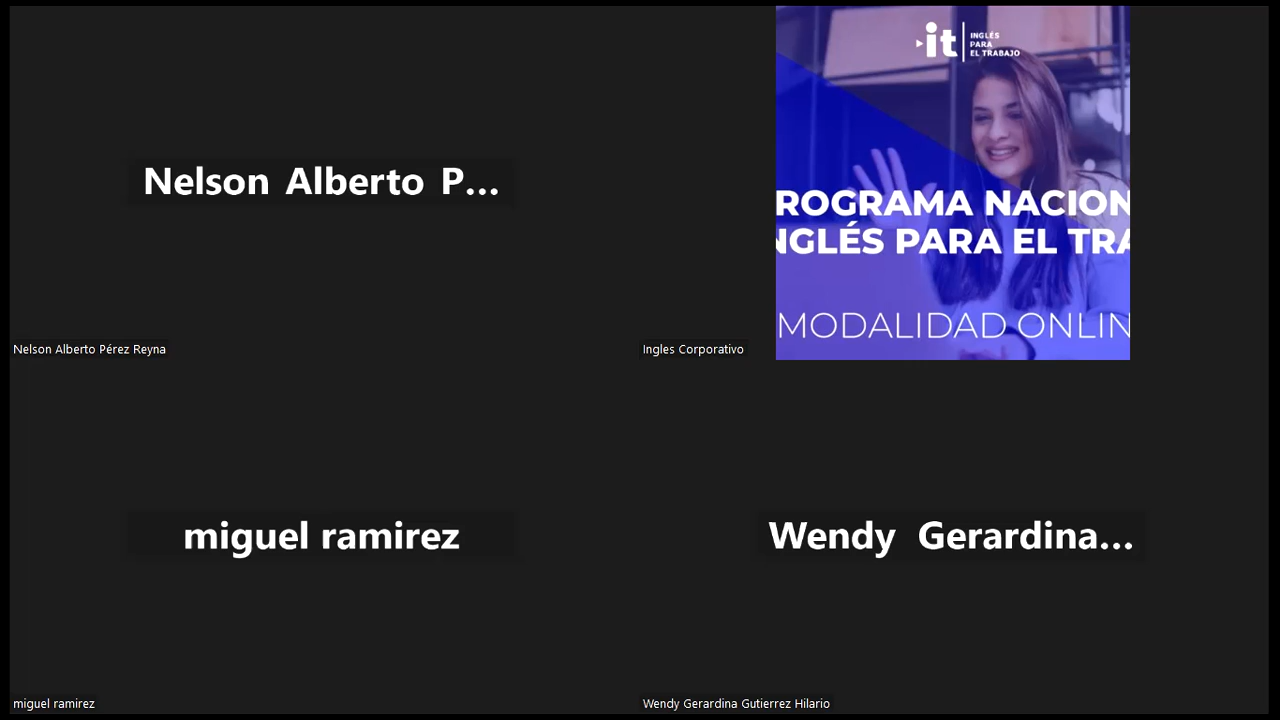 Nelson Alberto P...
Nelson Alberto Pérez Reyna
it
INGLÉS
PARA
EL TRABAJO
ROGRAMA NACION
NGLÉS PARA EL TRA
MODALIDAD ONLIN
Ingles Corporativo
miguel ramirez
miguel ramirez
Wendy Gerardina...
Wendy Gerardina Gutierrez Hilario